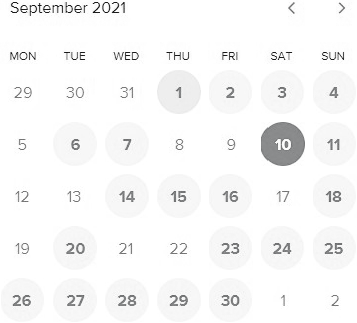 September 2021
MON TUE WED THU FRI SAT SUN
29 30 31 1 2 3 4
5 6 7 8 9 10 11
12 13 14 15 16 17 18
19 20 21 22 23 24 25
26 27 28 29 30 1 2